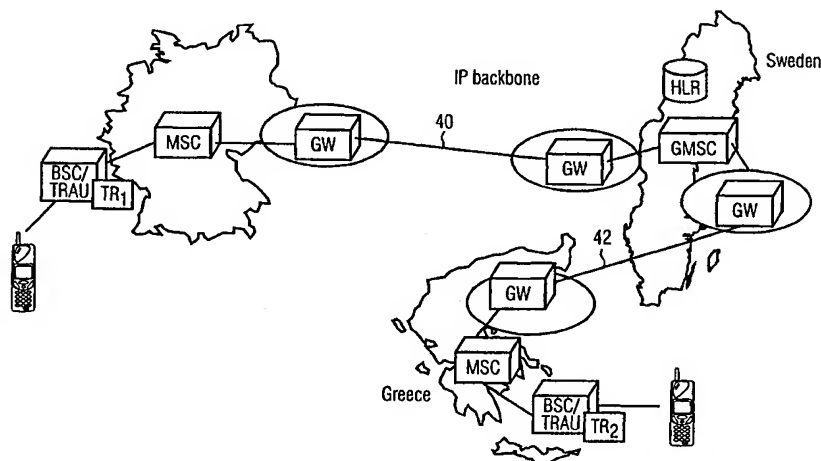 Sweden
IP backbone
HLR
MSC
GW
40
GMSC
BSC/
TRAU
TR1
GW
GW
42
GW
MSC
Greece
BSC/
TRAU
TR2